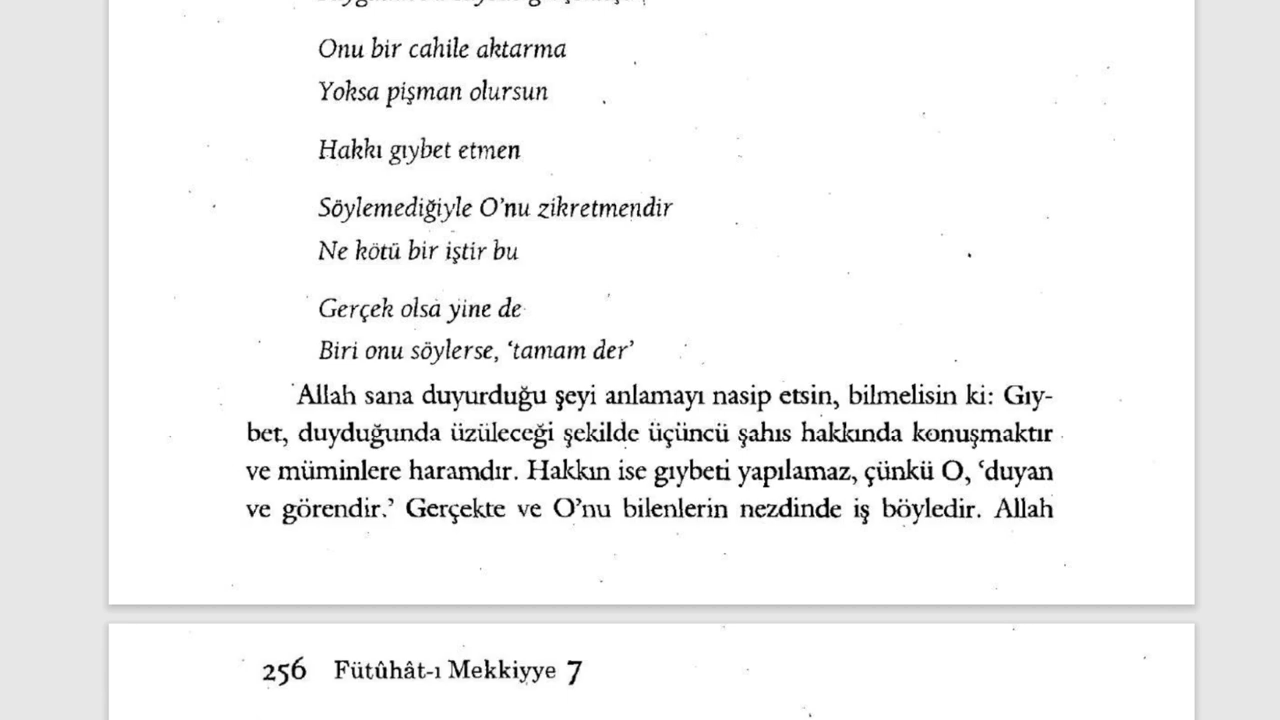 Onu bir cahile aktarma
Yoksa pişman olursun
Hakkı gıybet etmen
Söylemediğiyle O'nu zikretmendir
Ne kötü bir iştir bu
Gerçek olsa yine de
Biri onu söylerse, 'tamam der'
Allah sana duyurduğu şeyi anlamayı nasip etsin, bilmelisin ki: Gıy-
bet, duyduğunda üzüleceği şekilde üçüncü şahıs hakkında konuşmaktır
ve müminlere haramdır. Hakkın ise gıybeti yapılamaz, çünkü O, 'duyan
ve görendir.' Gerçekte ve O'nu bilenlerin nezdinde iş böyledir. Allah
256 Fütûhât-ı Mekkiyye 7